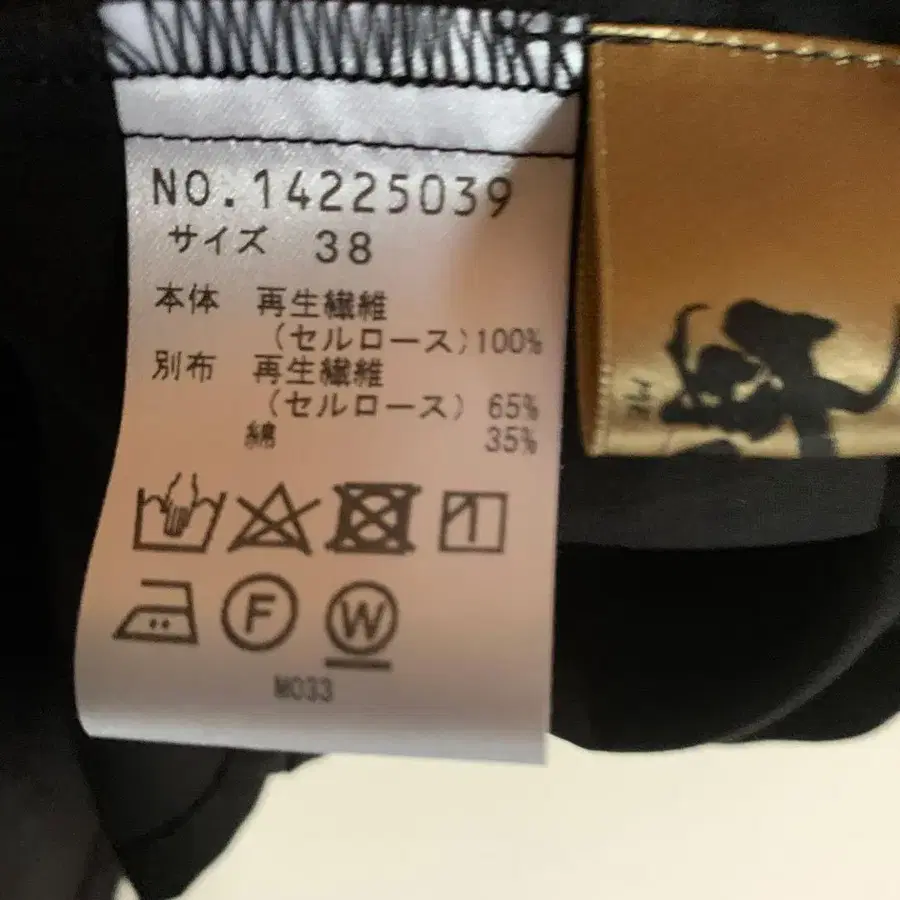 NO.14225039
サイズ 38
本体 再生繊維
(セルロース)100%
別布 再生繊維
(セルロース) 65%
綿 35%
F W
M033